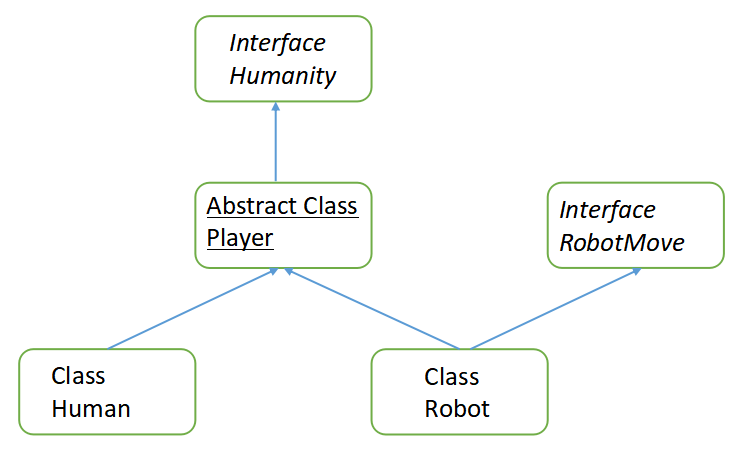 Interface
Humanity
Abstract Class
Player
Interface
RobotMove
Class
Human
Class
Robot